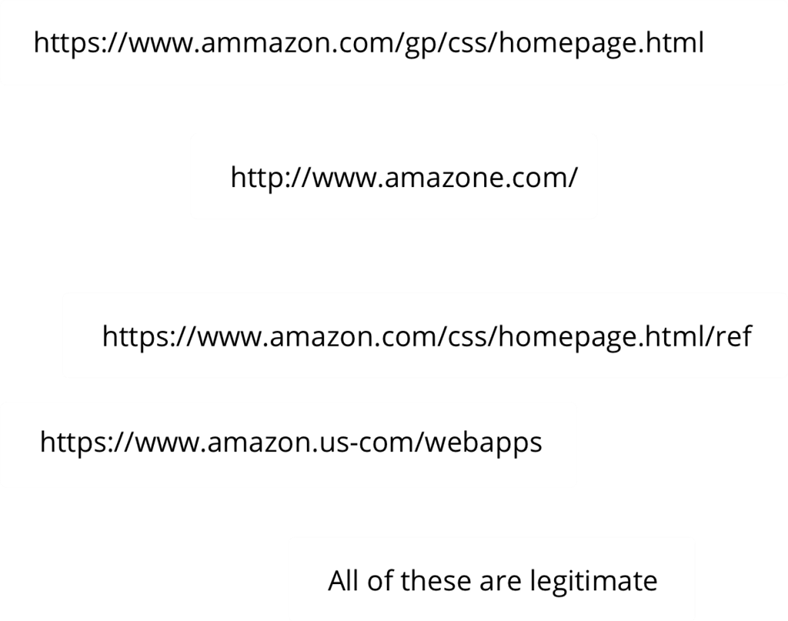 https://www.ammazon.com/gp/css/homepage.html
http://www.amazone.com/
https://www.amazon.com/css/homepage.html/ref
https://www.amazon.us-com/webapps
All of these are legitimate